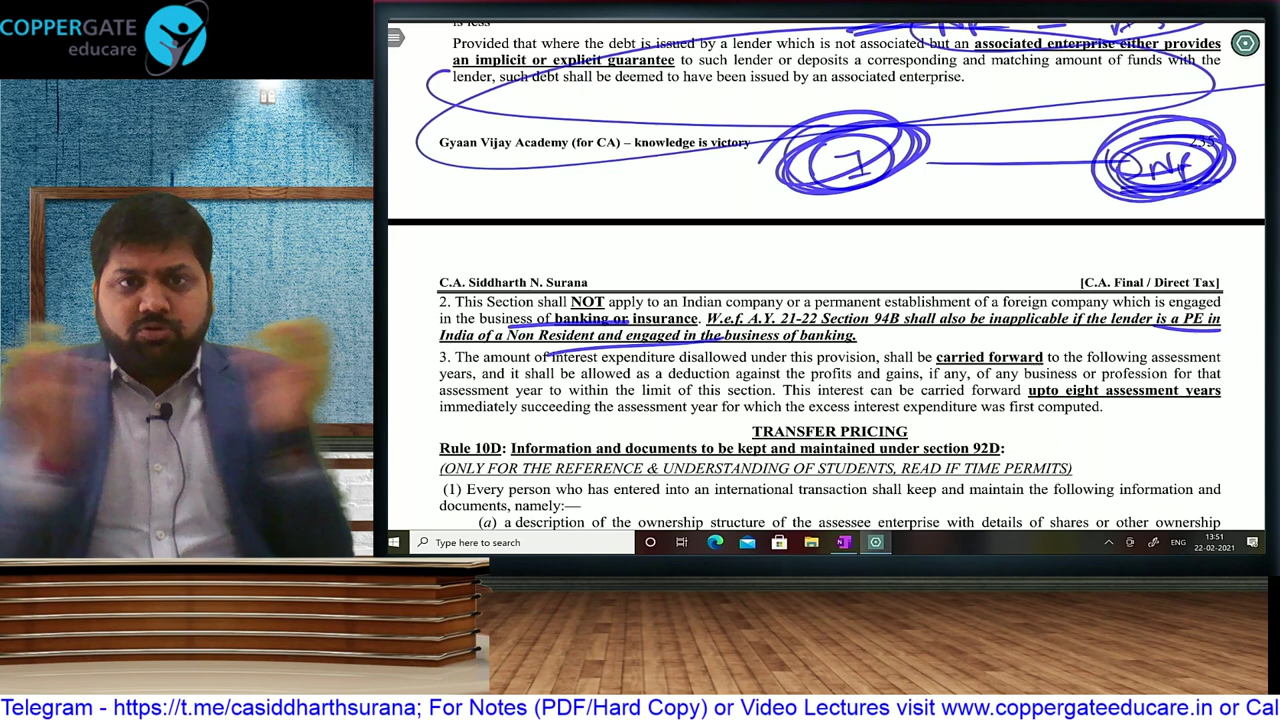 COPPERGATE
educare
is less
Provided that where the debt is issued by a lender which is not associated but an associated enterprise either provides
an implicit or explicit guarantee to such lender or deposits a corresponding and matching amount of funds with the
lender, such debt shall be deemed to have been issued by an associated enterprise.
Gyaan Vijay Academy (for CA) – knowledge is victory 235
I
NR
C.A. Siddharth N. Surana [C.A. Final / Direct Tax]
2. This Section shall NOT apply to an Indian company or a permanent establishment of a foreign company which is engaged
in the business of banking or insurance. W.e.f. A.Y. 21-22 Section 94B shall also be inapplicable if the lender is a PE in
India of a Non Resident and engaged in the business of banking.
3. The amount of interest expenditure disallowed under this provision, shall be carried forward to the following assessment
years, and it shall be allowed as a deduction against the profits and gains, if any, of any business or profession for that
assessment year to within the limit of this section. This interest can be carried forward upto eight assessment years
immediately succeeding the assessment year for which the excess interest expenditure was first computed.
TRANSFER PRICING
Rule 10D: Information and documents to be kept and maintained under section 92D:
(ONLY FOR THE REFERENCE & UNDERSTANDING OF STUDENTS, READ IF TIME PERMITS)
(1) Every person who has entered into an international transaction shall keep and maintain the following information and
documents, namely:—
(a) a description of the ownership structure of the assessee enterprise with details of shares or other ownership
Type here to search
ENG
13:51
22-02-2021
Telegram - https://t.me/casiddharthsurana; For Notes (PDF/Hard Copy) or Video Lectures visit www.coppergateeducare.in or Cal